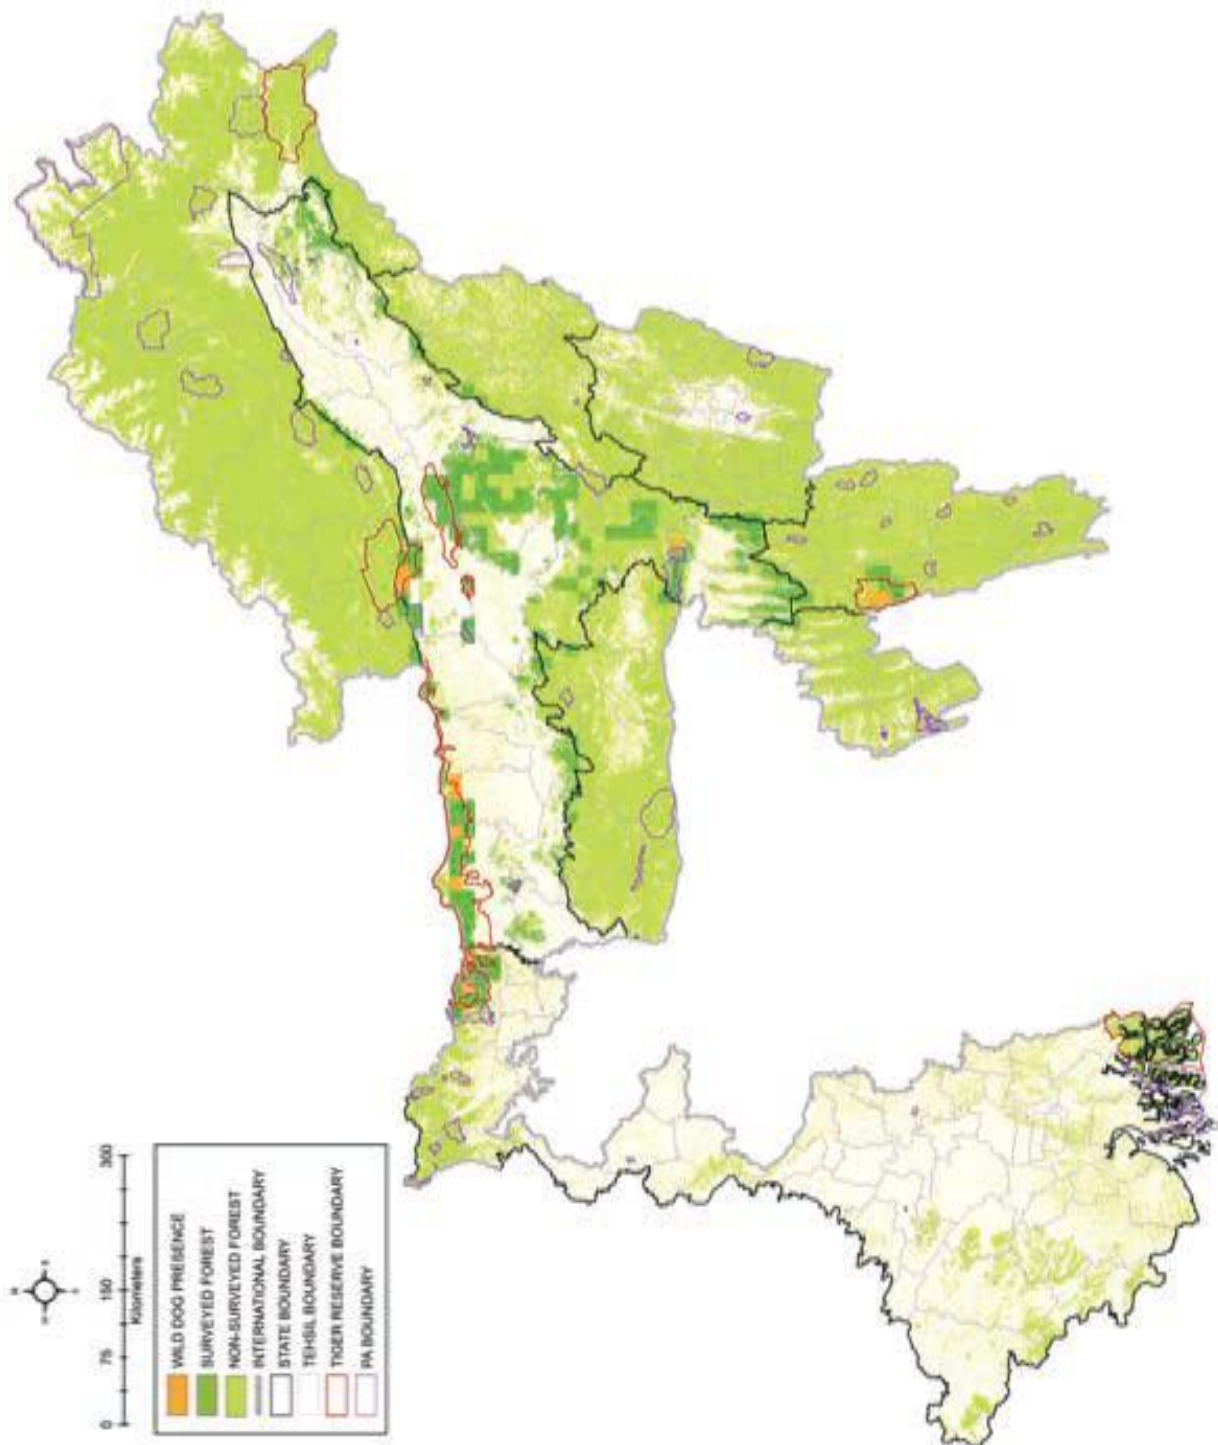 0 75 150 300
Kilometers
WILD DOG PRESENCE
SURVEYED FOREST
NON-SURVEYED FOREST
INTERNATIONAL BOUNDARY
STATE BOUNDARY
TEHSIL BOUNDARY
TIGER RESERVE BOUNDARY
PA BOUNDARY